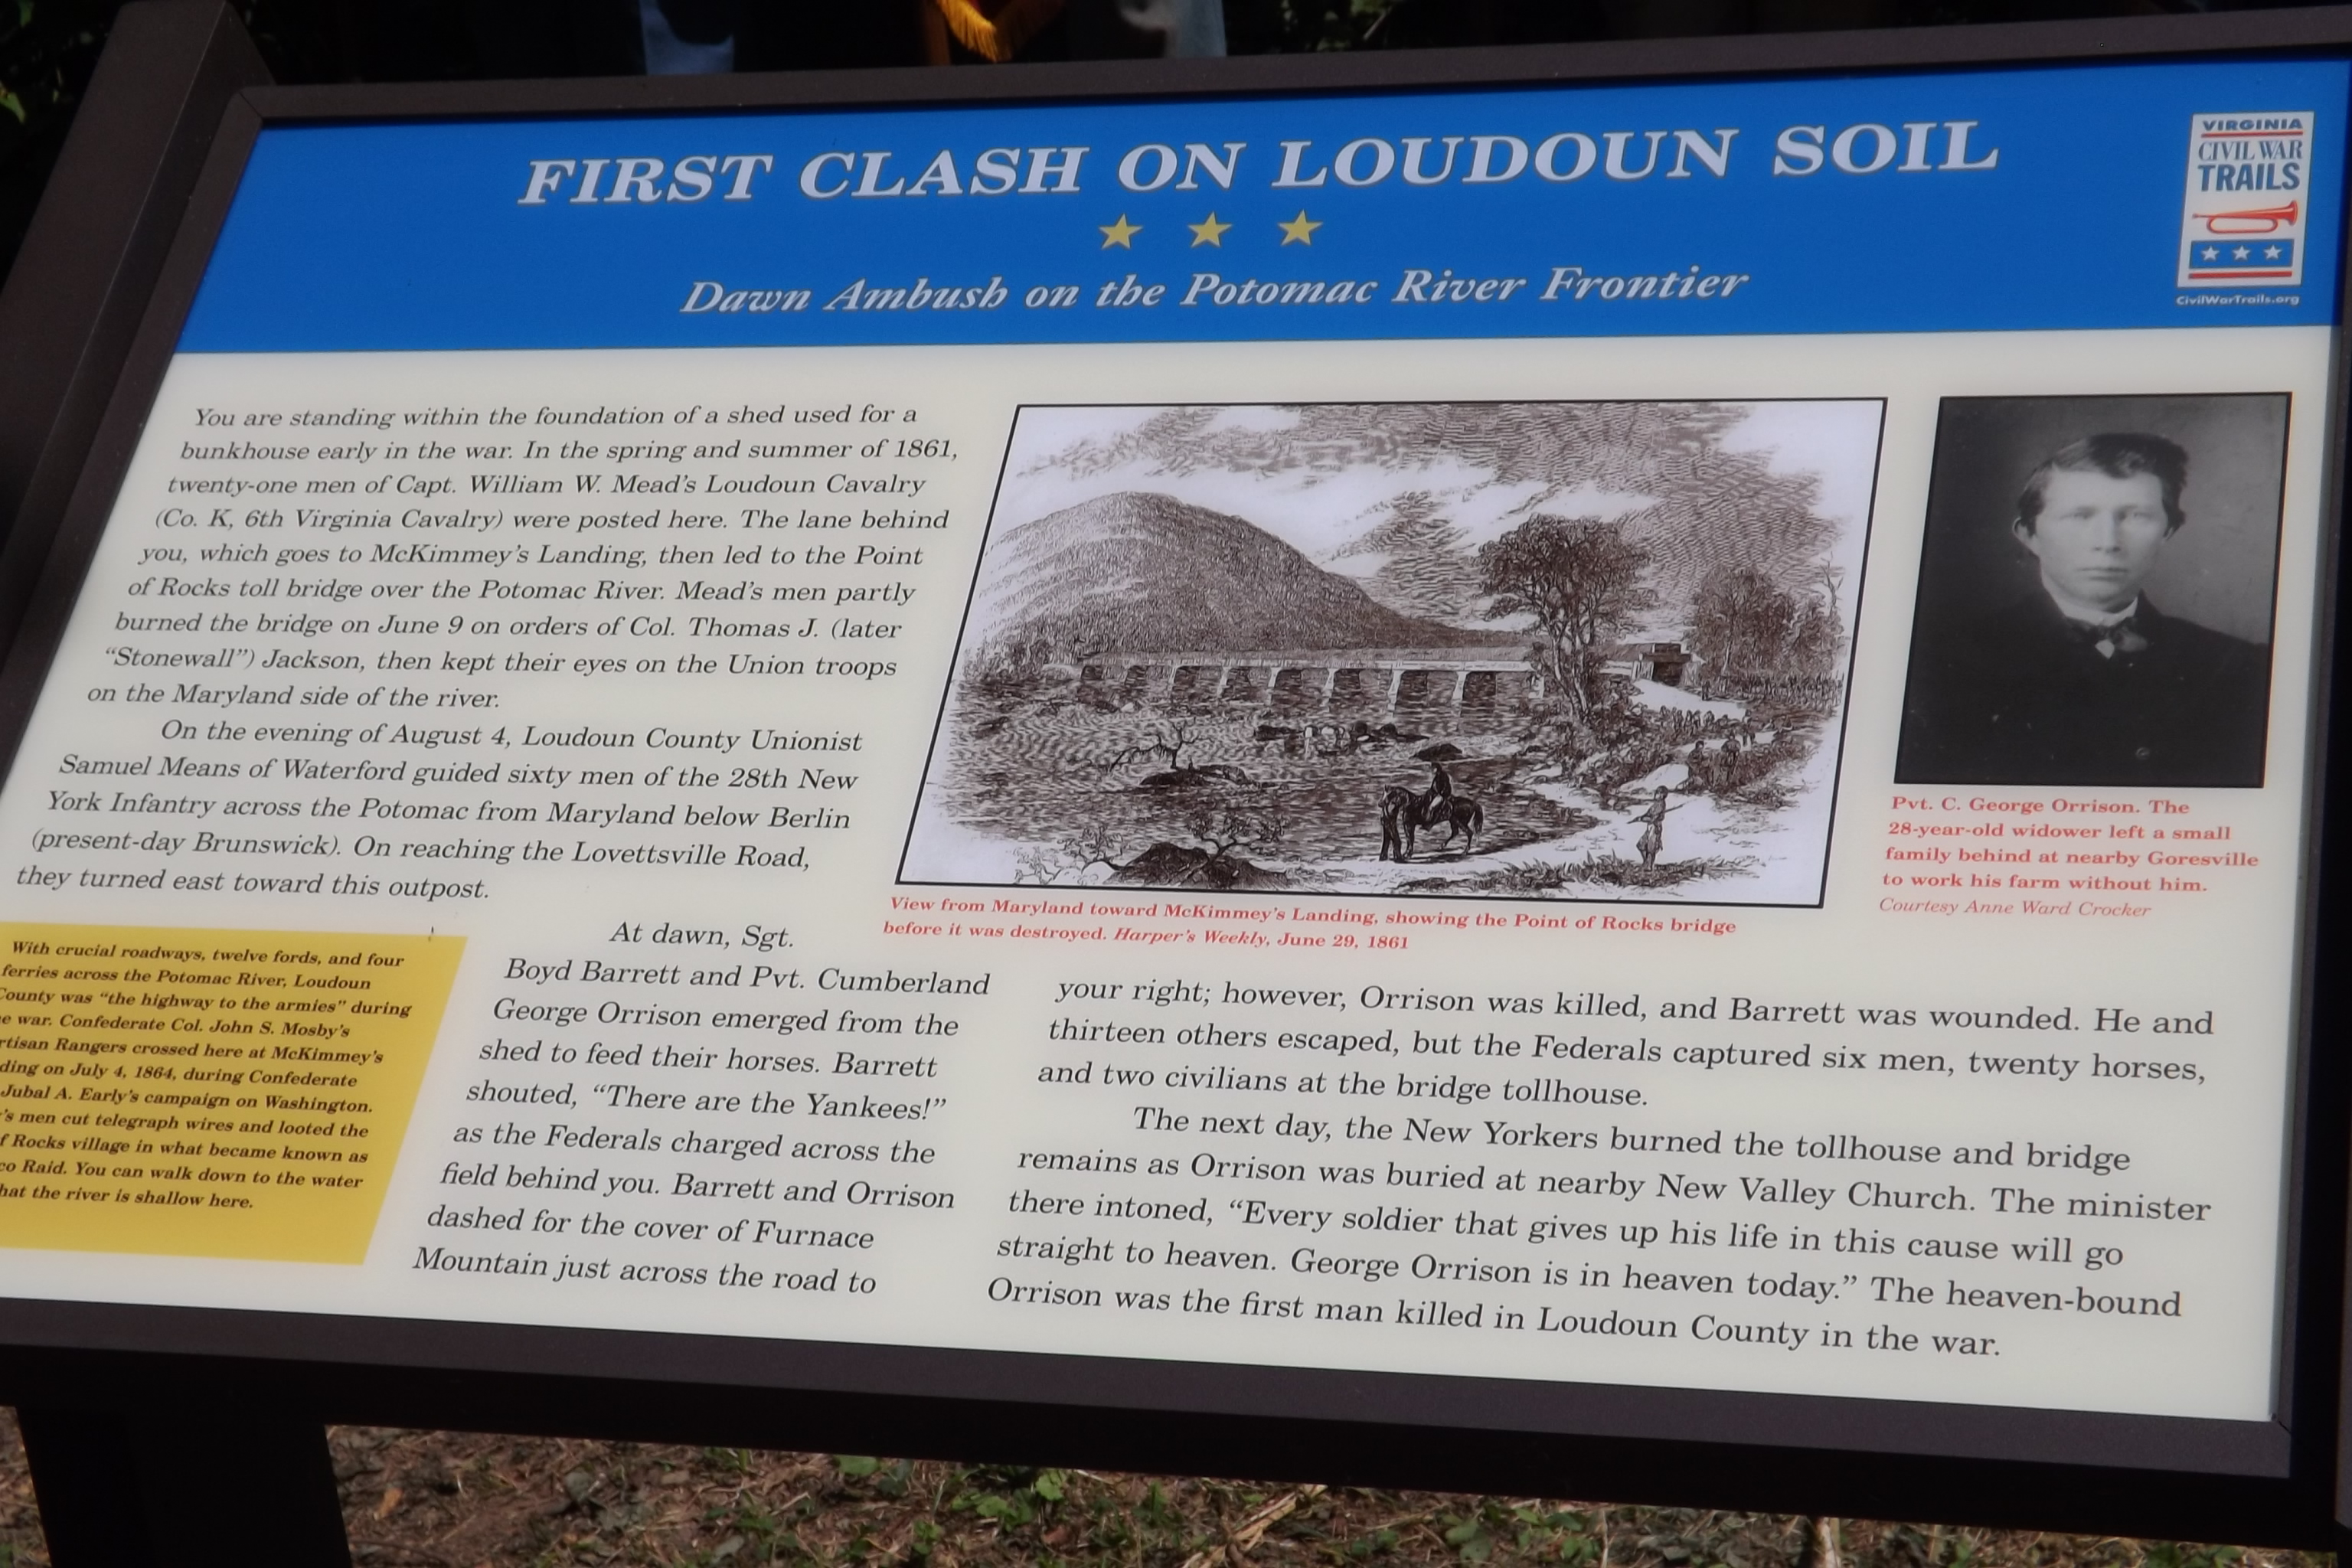 FIRST CLASH ON LOUDOUN SOIL
Dawn Ambush on the Potomac River Frontier
VIRGINIA
CIVIL WAR
TRAILS
CivilWarTrails.org
You are standing within the foundation of a shed used for a
bunkhouse early in the war. In the spring and summer of 1861,
twenty-one men of Capt. William W. Mead's Loudoun Cavalry
(Co. K, 6th Virginia Cavalry) were posted here. The lane behind
you, which goes to McKimmey's Landing, then led to the Point
of Rocks toll bridge over the Potomac River. Mead's men partly
burned the bridge on June 9 on orders of Col. Thomas J. (later
“Stonewall”) Jackson, then kept their eyes on the Union troops
on the Maryland side of the river.
On the evening of August 4, Loudoun County Unionist
Samuel Means of Waterford guided sixty men of the 28th New
York Infantry across the Potomac from Maryland below Berlin
(present-day Brunswick). On reaching the Lovettsville Road,
they turned east toward this outpost.
At dawn, Sgt.
Boyd Barrett and Pvt. Cumberland
George Orrison emerged from the
shed to feed their horses. Barrett
shouted, “There are the Yankees!”
as the Federals charged across the
field behind you. Barrett and Orrison
dashed for the cover of Furnace
Mountain just across the road to
your right; however, Orrison was killed, and Barrett was wounded. He and
thirteen others escaped, but the Federals captured six men, twenty horses,
and two civilians at the bridge tollhouse.
The next day, the New Yorkers burned the tollhouse and bridge
remains as Orrison was buried at nearby New Valley Church. The minister
there intoned, “Every soldier that gives up his life in this cause will go
straight to heaven. George Orrison is in heaven today.” The heaven-bound
Orrison was the first man killed in Loudoun County in the war.
View from Maryland toward McKimmey's Landing, showing the Point of Rocks bridge
before it was destroyed. Harper's Weekly, June 29, 1861
Pvt. C. George Orrison. The
28-year-old widower left a small
family behind at nearby Goresville
to work his farm without him.
Courtesy Anne Ward Crocker
With crucial roadways, twelve fords, and four
ferries across the Potomac River, Loudoun
County was “the highway to the armies” during
war. Confederate Col. John S. Mosby's
Rangers crossed here at McKimmey's
on July 4, 1864, during Confederate
Jubal A. Early's campaign on Washington.
men cut telegraph wires and looted the
Rocks village in what became known as
Raid. You can walk down to the water
the river is shallow here.